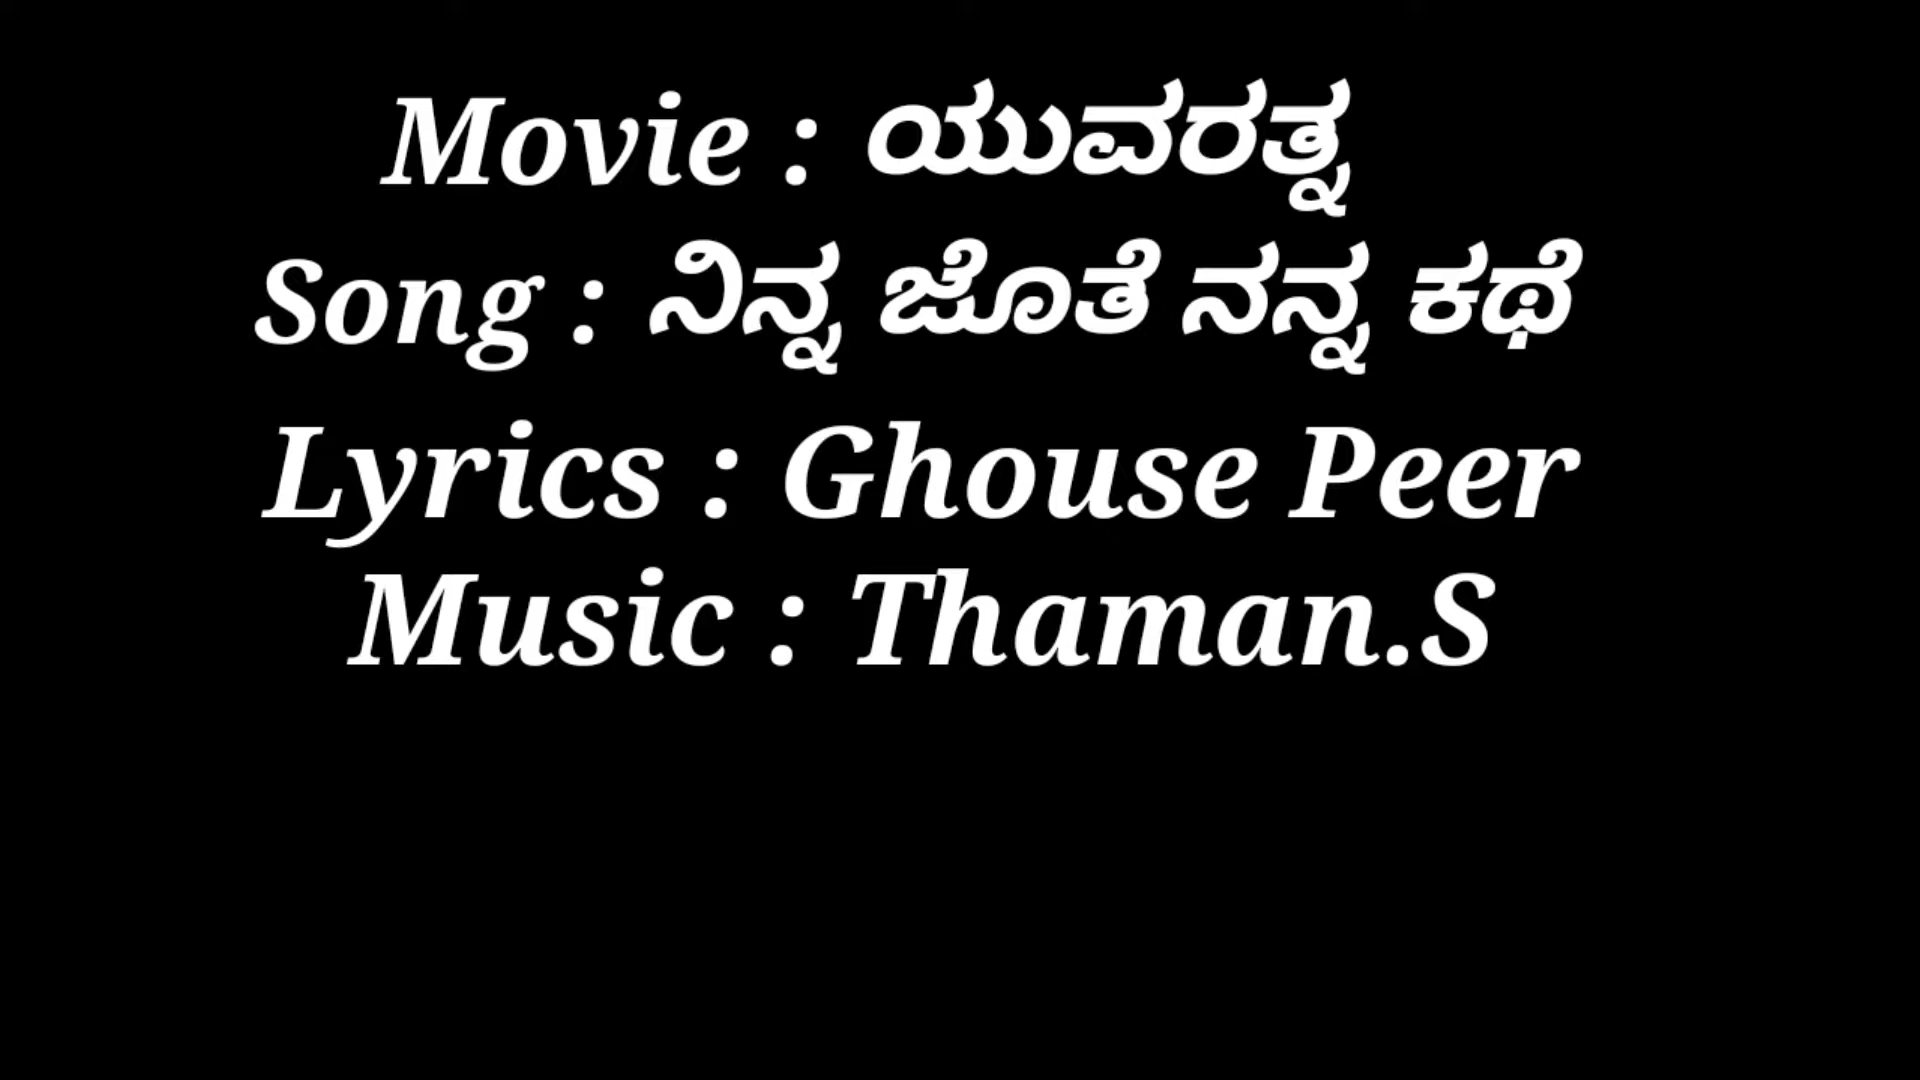 Movie : ಯುವರತ್ನ
Song : ನಿನ್ನ ಜೊತೆ ನನ್ನ ಕಥೆ
Lyrics : Ghouse Peer
Music : Thaman.S